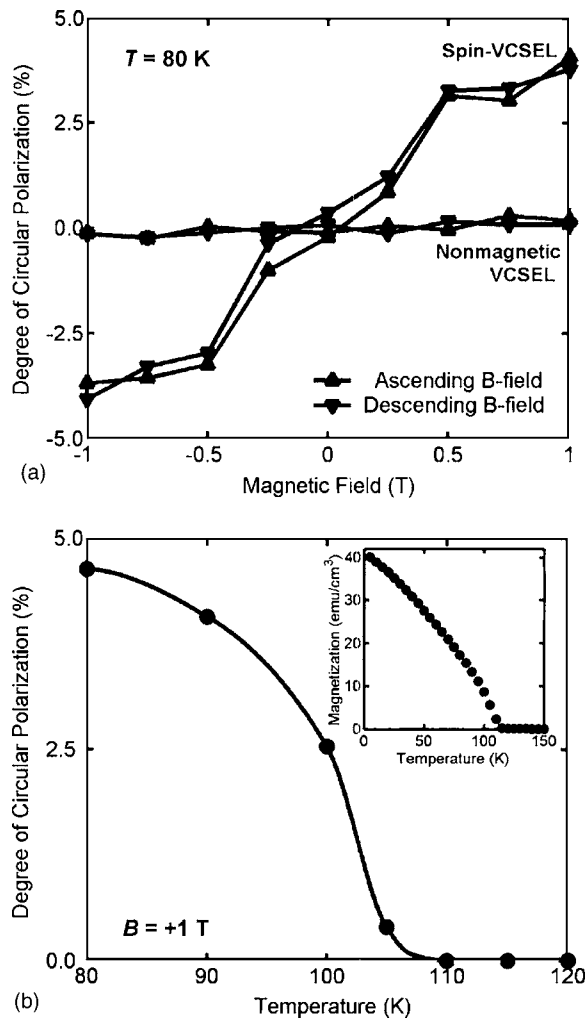 5.0
T = 80 K
Spin-VCSEL
2.5
0.0
Nonmagnetic
VCSEL
-2.5
Ascending B-field
Descending B-field
-5.0
-1
-0.5
0
0.5
1
Degree of Circular Polarization (%)
Magnetic Field (T)
(a)
5.0
40
30
20
10
0
Magnetization (emu/cm³)
0
50
100
150
Temperature (K)
2.5
B = +1 T
0.0
80
90
100
110
120
Degree of Circular Polarization (%)
Temperature (K)
(b)